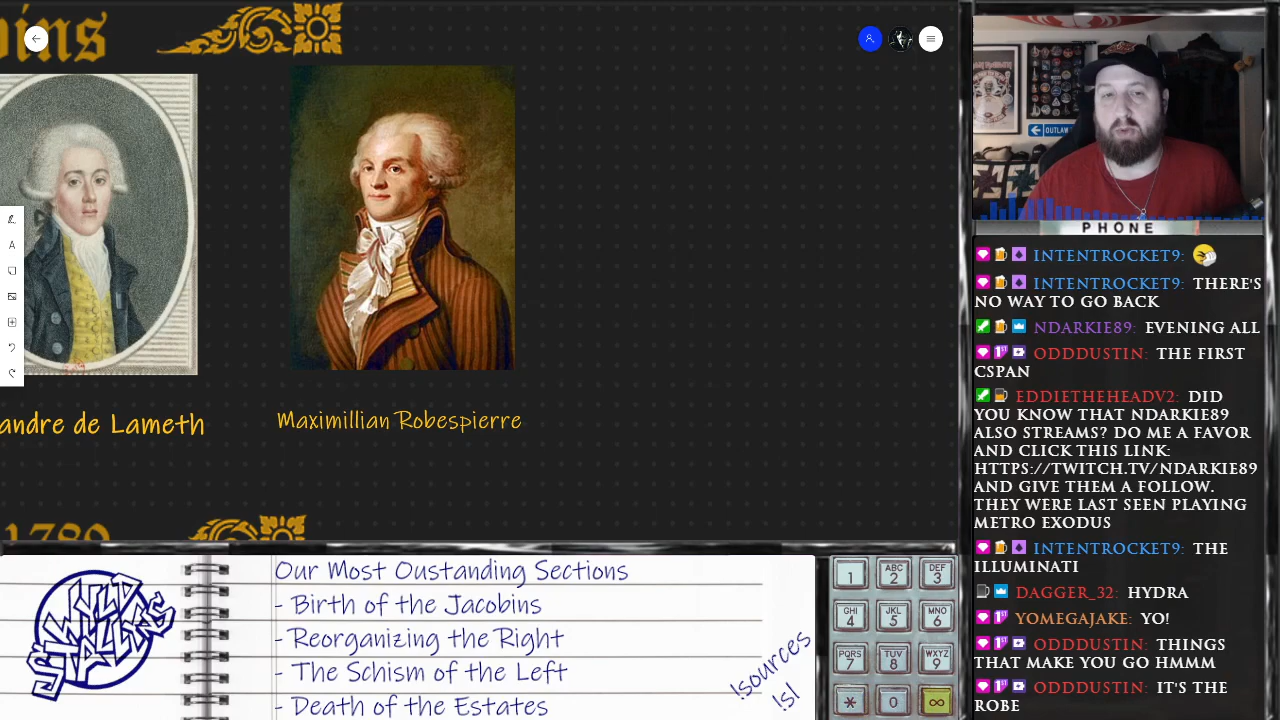 oins
andre de Lameth
Maximillian Robespierre
1789
Our Most Oustanding Sections
- Birth of the Jacobins
- Reorganizing the Right
- The Schism of the Left
- Death of the Estates
!sources
!sl
WYLD
STALLYNS
1
ABC
2
DEF
3
GHI
4
JKL
5
MNO
6
PQRS
7
TUV
8
WXYZ
9
*
0
∞
OUTLAW
PHONE
INTENTROCKET9:
INTENTROCKET9: THERE'S
NO WAY TO GO BACK
NDARKIE89: EVENING ALL
ODDDUSTIN: THE FIRST
CSPAN
EDDIETHEHEADV2: DID
YOU KNOW THAT NDARKIE89
ALSO STREAMS? DO ME A FAVOR
AND CLICK THIS LINK:
HTTPS://TWITCH.TV/NDARKIE89
AND GIVE THEM A FOLLOW.
THEY WERE LAST SEEN PLAYING
METRO EXODUS
INTENTROCKET9: THE
ILLUMINATI
DAGGER_32: HYDRA
YOMEGAJAKE: YO!
ODDDUSTIN: THINGS
THAT MAKE YOU GO HMMM
ODDDUSTIN: IT'S THE
ROBE